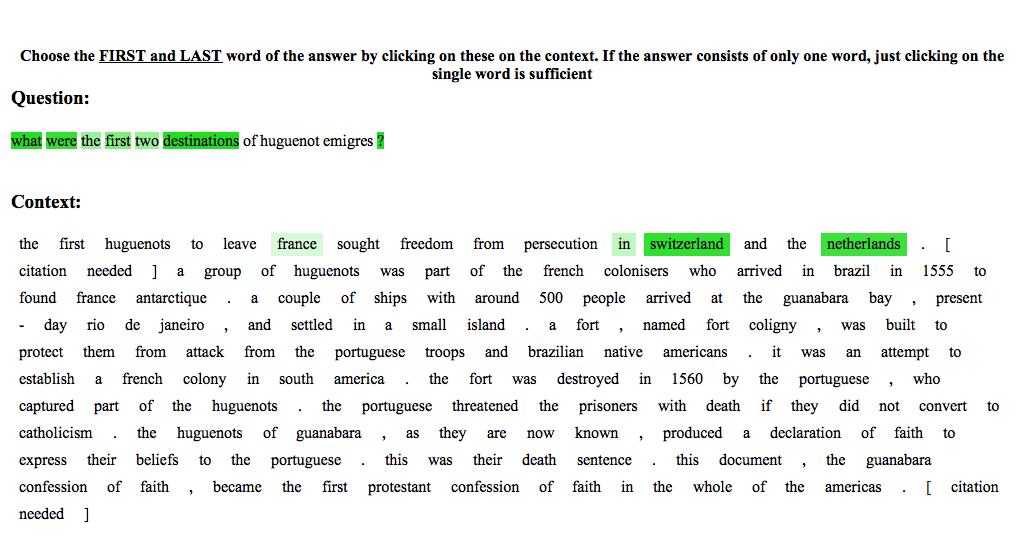 Choose the FIRST and LAST word of the answer by clicking on these on the context. If the answer consists of only one word, just clicking on the
single word is sufficient
Question:
what were the first two destinations of huguenot emigres ?
Context:
the first huguenots to leave france sought freedom from persecution in switzerland and the netherlands . [
citation needed ] a group of huguenots was part of the french colonisers who arrived in brazil in 1555 to
found france antarctique . a couple of ships with around 500 people arrived at the guanabara bay , present
- day rio de janeiro , and settled in a small island . a fort , named fort coligny , was built to
protect them from attack from the portuguese troops and brazilian native americans . it was an attempt to
establish a french colony in south america . the fort was destroyed in 1560 by the portuguese , who
captured part of the huguenots . the portuguese threatened the prisoners with death if they did not convert to
catholicism . the huguenots of guanabara , as they are now known , produced a declaration of faith to
express their beliefs to the portuguese . this was their death sentence . this document , the guanabara
confession of faith , became the first protestant confession of faith in the whole of the americas . [ citation
needed ]